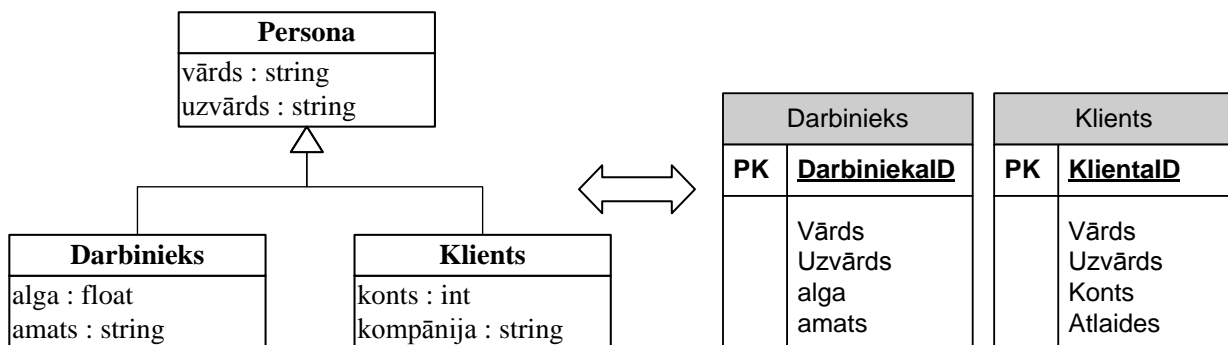 Persona
vārds : string
uzvārds : string
Darbinieks
alga : float
amats : string
Klients
konts : int
kompānija : string
Darbinieks
PK DarbiniekaID
Vārds
Uzvārds
alga
amats
Klients
PK KlientaID
Vārds
Uzvārds
Konts
Atlaides